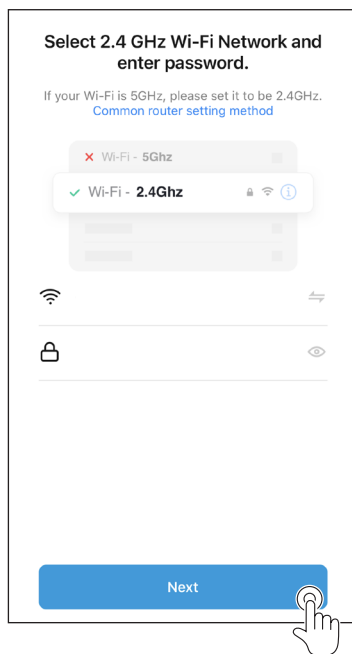 Select 2.4 GHz Wi-Fi Network and
enter password.
If your Wi-Fi is 5GHz, please set it to be 2.4GHz.
Common router setting method
Wi-Fi - 5Ghz
Wi-Fi - 2.4Ghz
Next